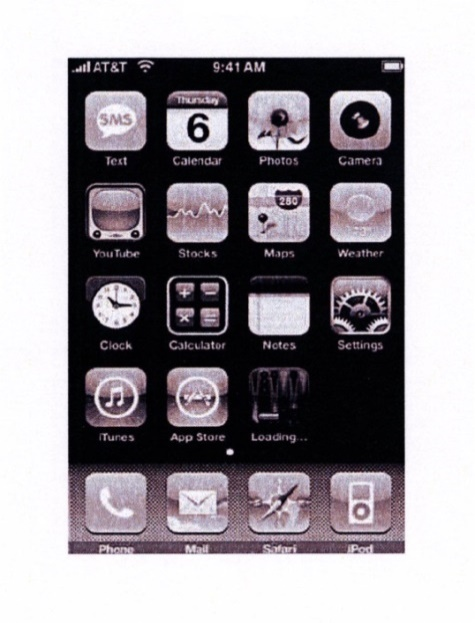 AT&T 9:41 AM
Thursday
SMS 6
Text Calendar Photos Camera
280
73°
YouTube Stocks Maps Weather
Clock Calculator Notes Settings
iTunes App Store Loading...
Phone Mail Safari iPod